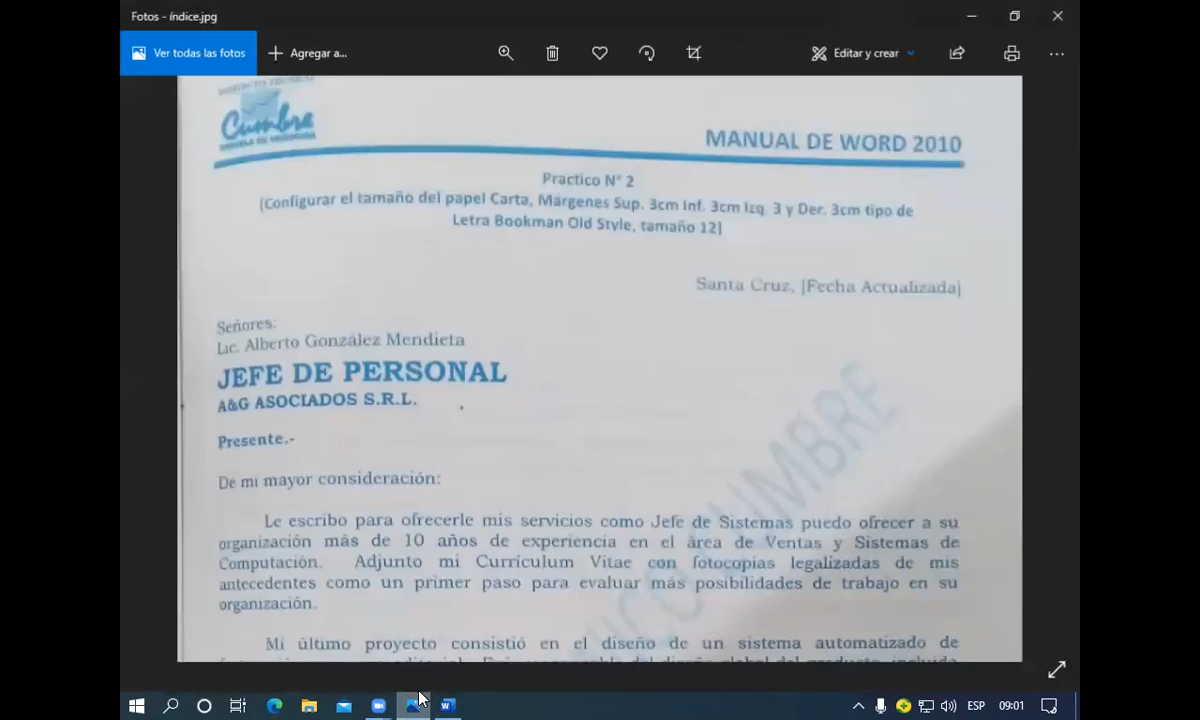 Fotos - índice.jpg
Ver todas las fotos
Agregar a...
Editar y crear
INSTITUTO TECNICO
Cumbre
MANUAL DE WORD 2010
Practico N° 2
[Configurar el tamaño del papel Carta, Márgenes Sup. 3cm Inf. 3cm Izq. 3 y Der. 3cm tipo de
Letra Bookman Old Style, tamaño 12]
Santa Cruz, [Fecha Actualizada]
Señores:
Lic. Alberto González Mendieta
JEFE DE PERSONAL
A&G ASOCIADOS S.R.L.
Presente.-
De mi mayor consideración:
Le escribo para ofrecerle mis servicios como Jefe de Sistemas puedo ofrecer a su
organización más de 10 años de experiencia en el área de Ventas y Sistemas de
Computación. Adjunto mi Currículum Vitae con fotocopias legalizadas de mis
antecedentes como un primer paso para evaluar más posibilidades de trabajo en su
organización.
Mi último proyecto consistió en el diseño de un sistema automatizado de
CUMBRE
ESP
09:01